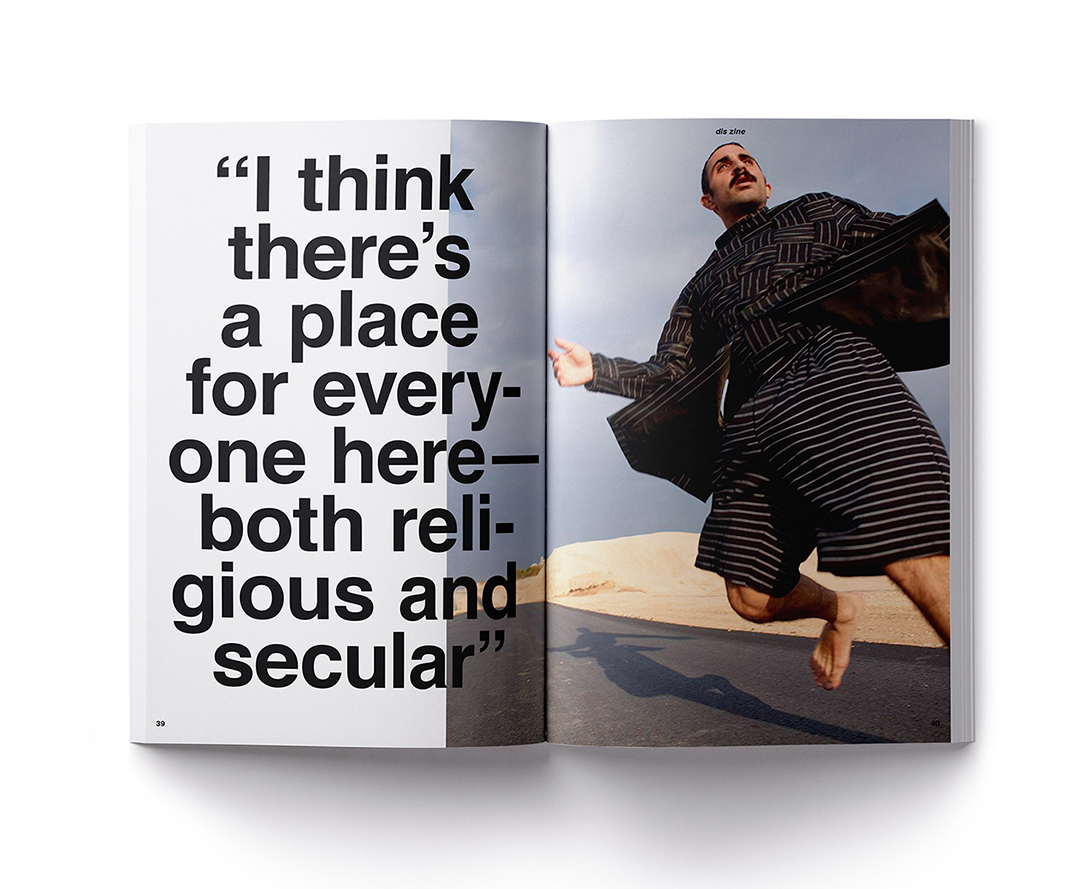 “I think
there’s
a place
for every-
one here—
both reli-
gious and
secular”
39
dis zine
40